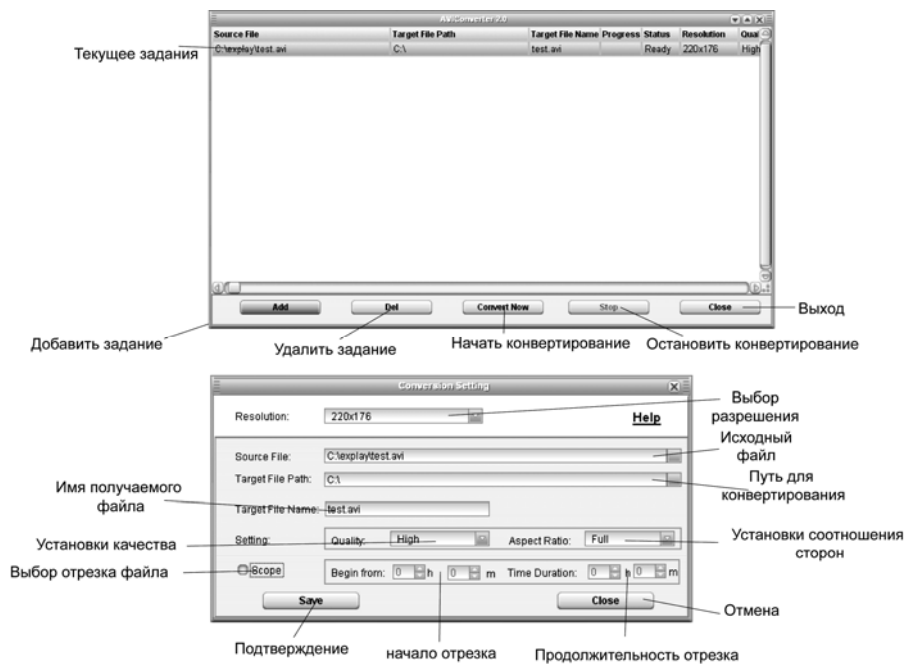 AVIConverter 2.0
Source File Target File Path Target File Name Progress Status Resolution Qual
Текущее задания
C:\explay\test.avi C:\ test.avi Ready 220x176 High
Add Del Convert Now Stop Close
Выход
Добавить задание Удалить задание Начать конвертирование Остановить конвертирование
Conversion Setting
Resolution: 220x176 Help
Выбор
разрешения
Source File: C:\explay\test.avi
Исходный
файл
Target File Path: C:\
Путь для
конвертирования
Имя получаемого
файла
Target File Name: test.avi
Установки качества
Setting: Quality: High Aspect Ratio: Full
Установки соотношения
сторон
Выбор отрезка файла
Scope Begin from: 0 h 0 m Time Duration: 0 h 0 m
Save Close
Отмена
Подтверждение начало отрезка Продолжительность отрезка